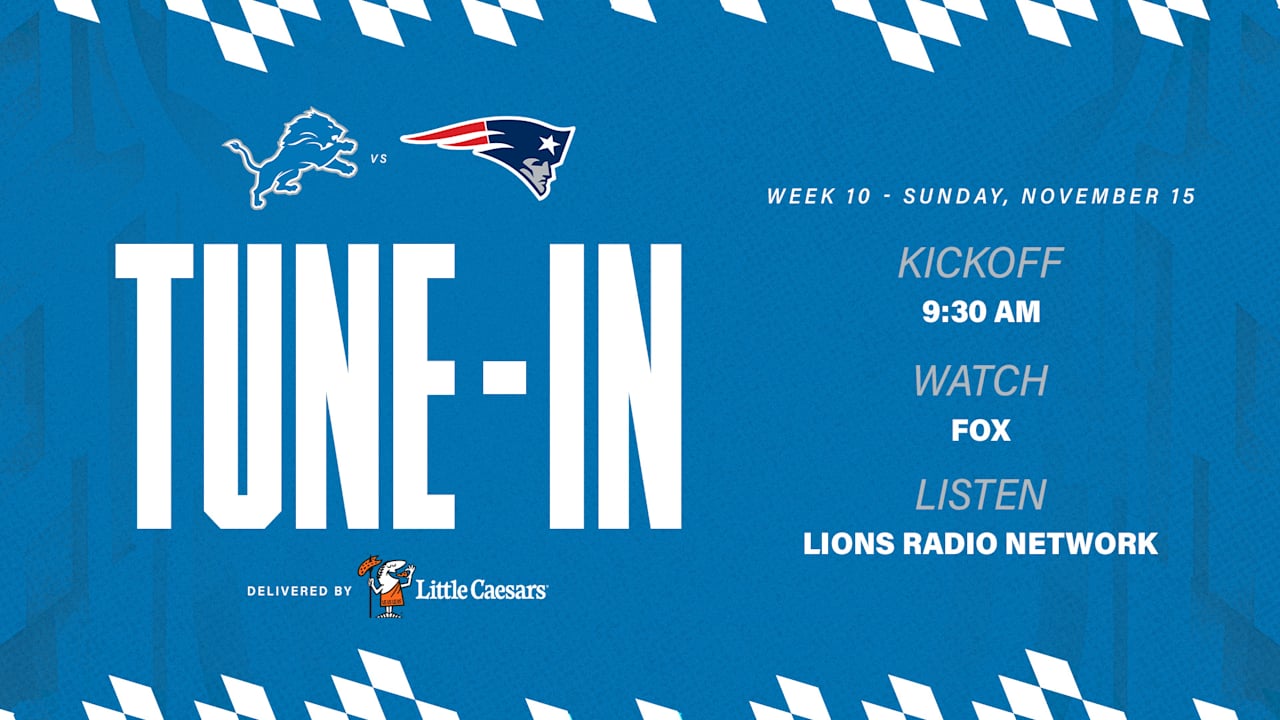 VS
TUNE-IN
DELIVERED BY Little Caesars
WEEK 10 - SUNDAY, NOVEMBER 15
KICKOFF
9:30 AM
WATCH
FOX
LISTEN
LIONS RADIO NETWORK